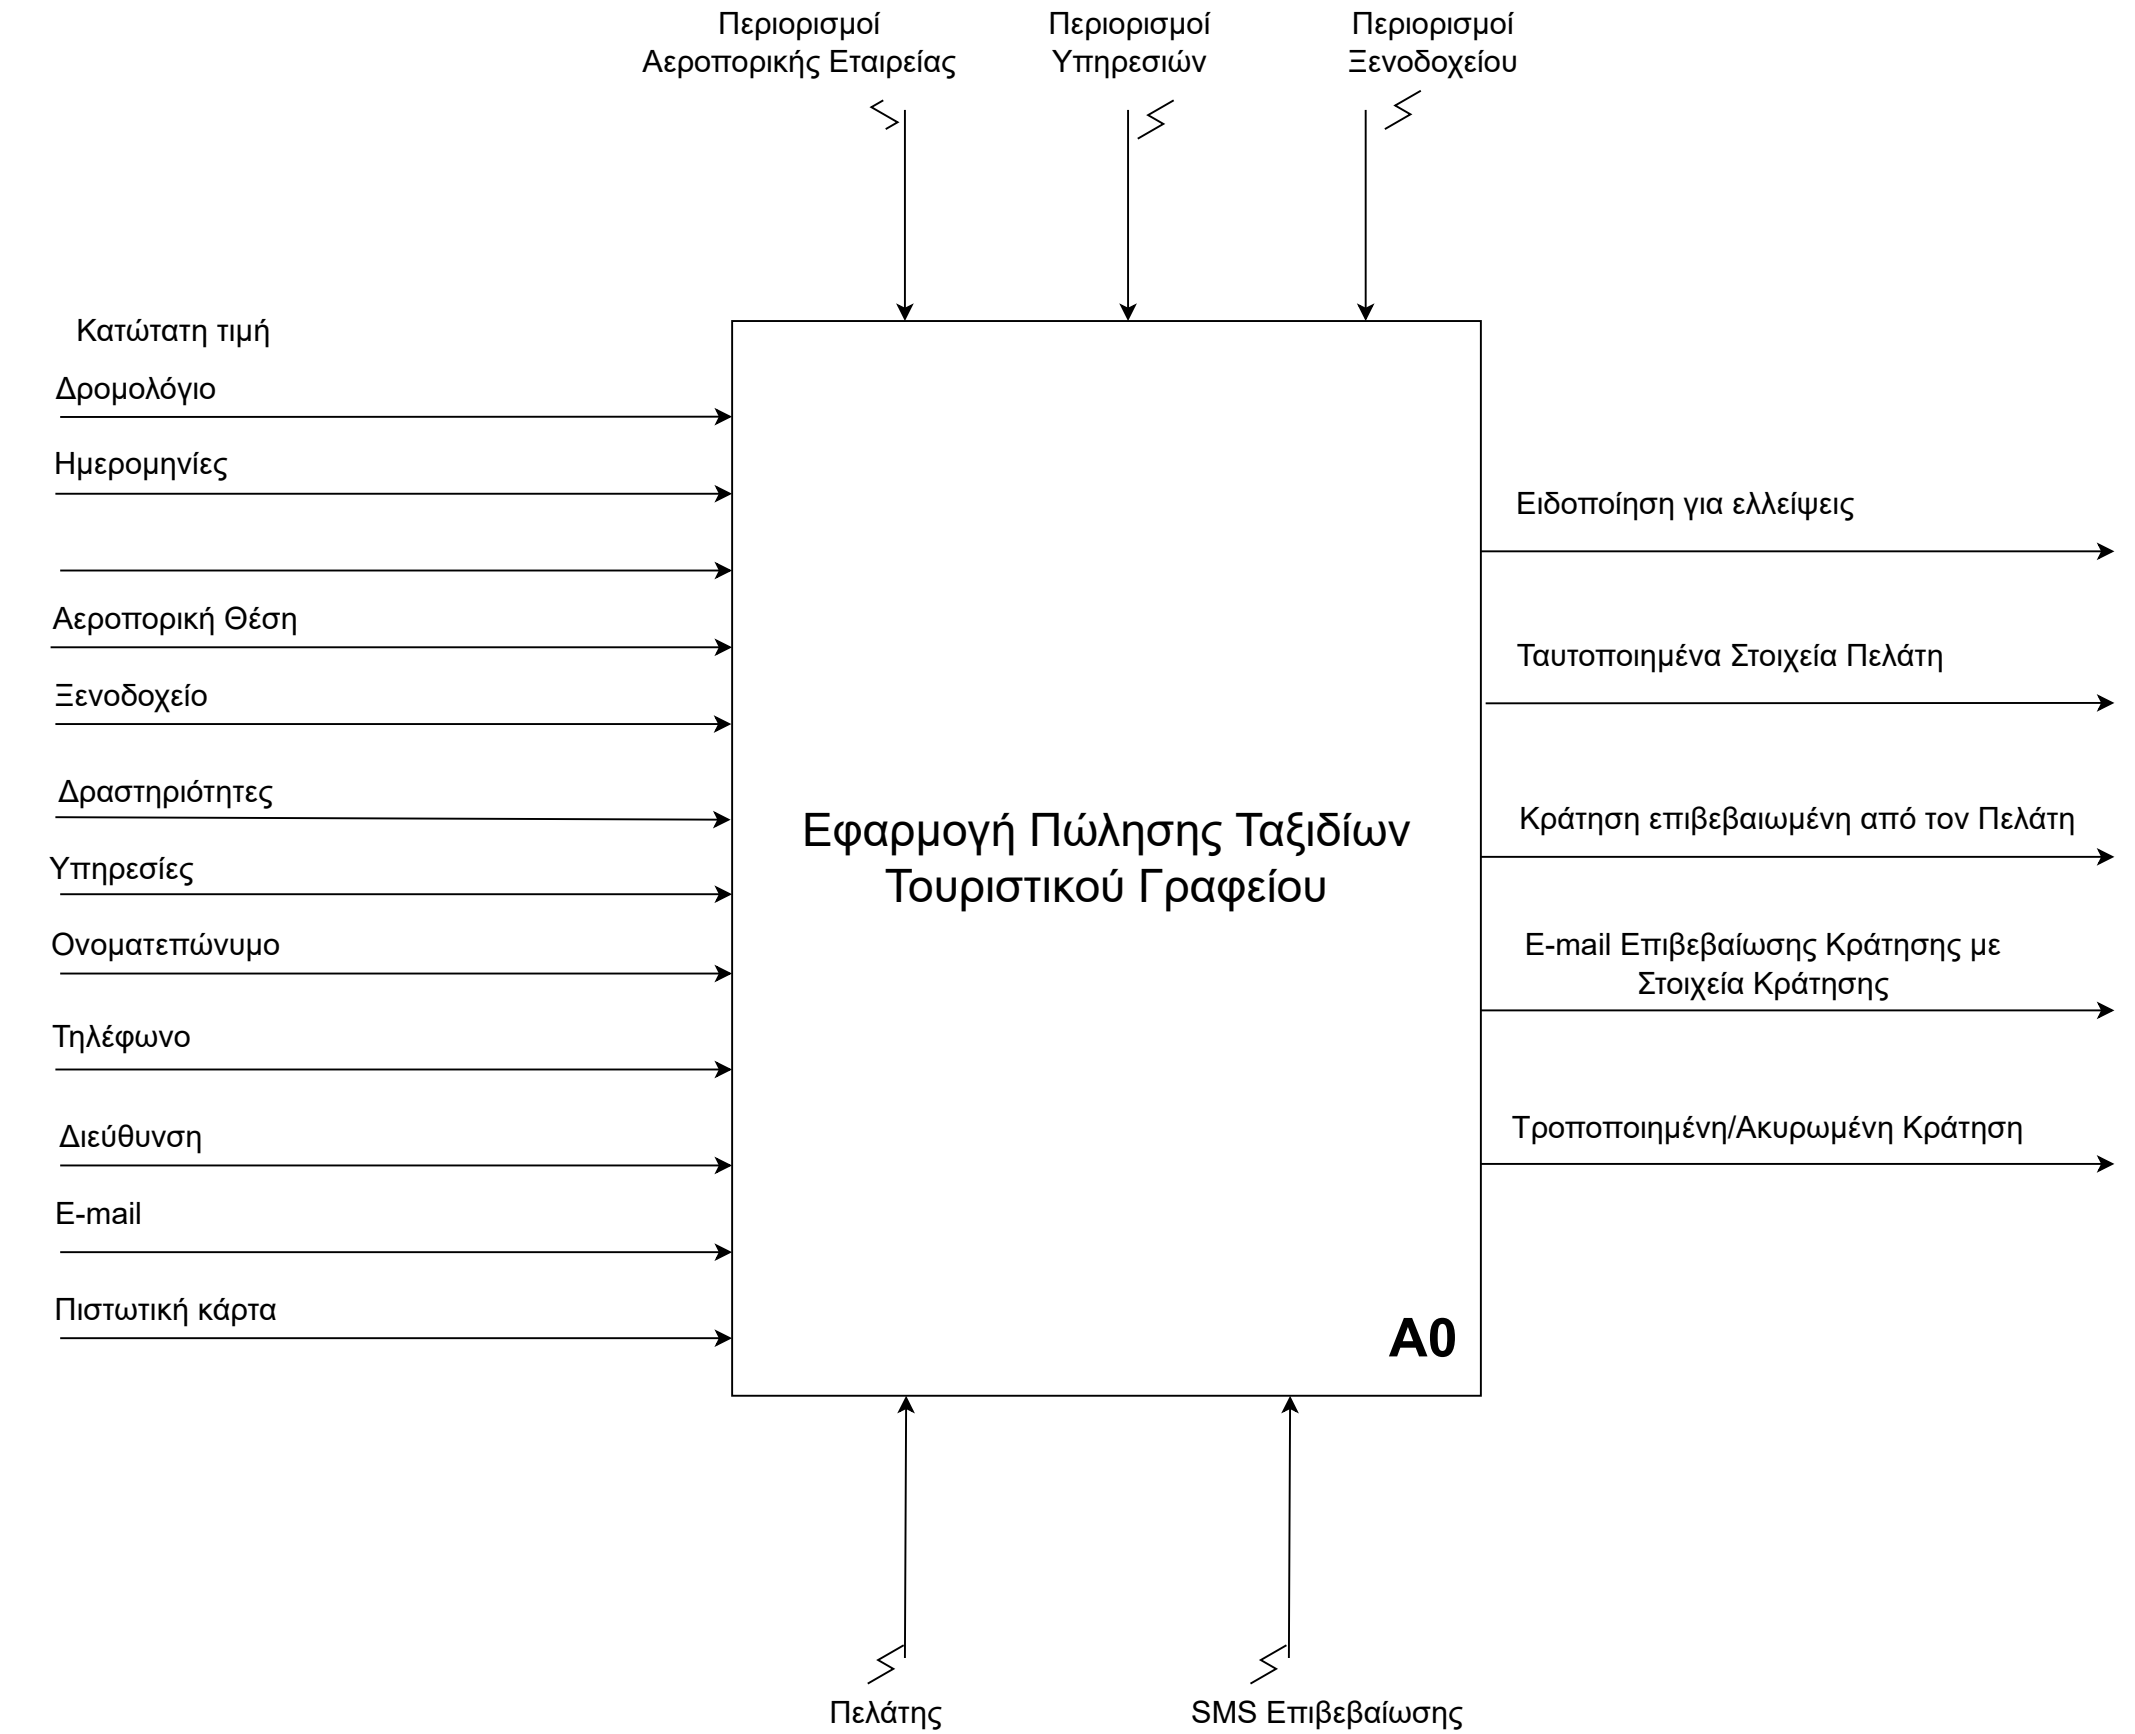 Περιορισμοί
Αεροπορικής Εταιρείας
Περιορισμοί
Υπηρεσιών
Περιορισμοί
Ξενοδοχείου
Κατώτατη τιμή
Δρομολόγιο
Ημερομηνίες
Αεροπορική Θέση
Ξενοδοχείο
Δραστηριότητες
Υπηρεσίες
Ονοματεπώνυμο
Τηλέφωνο
Διεύθυνση
E-mail
Πιστωτική κάρτα
Εφαρμογή Πώλησης Ταξιδίων
Τουριστικού Γραφείου
A0
Ειδοποίηση για ελλείψεις
Ταυτοποιημένα Στοιχεία Πελάτη
Κράτηση επιβεβαιωμένη από τον Πελάτη
E-mail Επιβεβαίωσης Κράτησης με
Στοιχεία Κράτησης
Τροποποιημένη/Ακυρωμένη Κράτηση
Πελάτης
SMS Επιβεβαίωσης